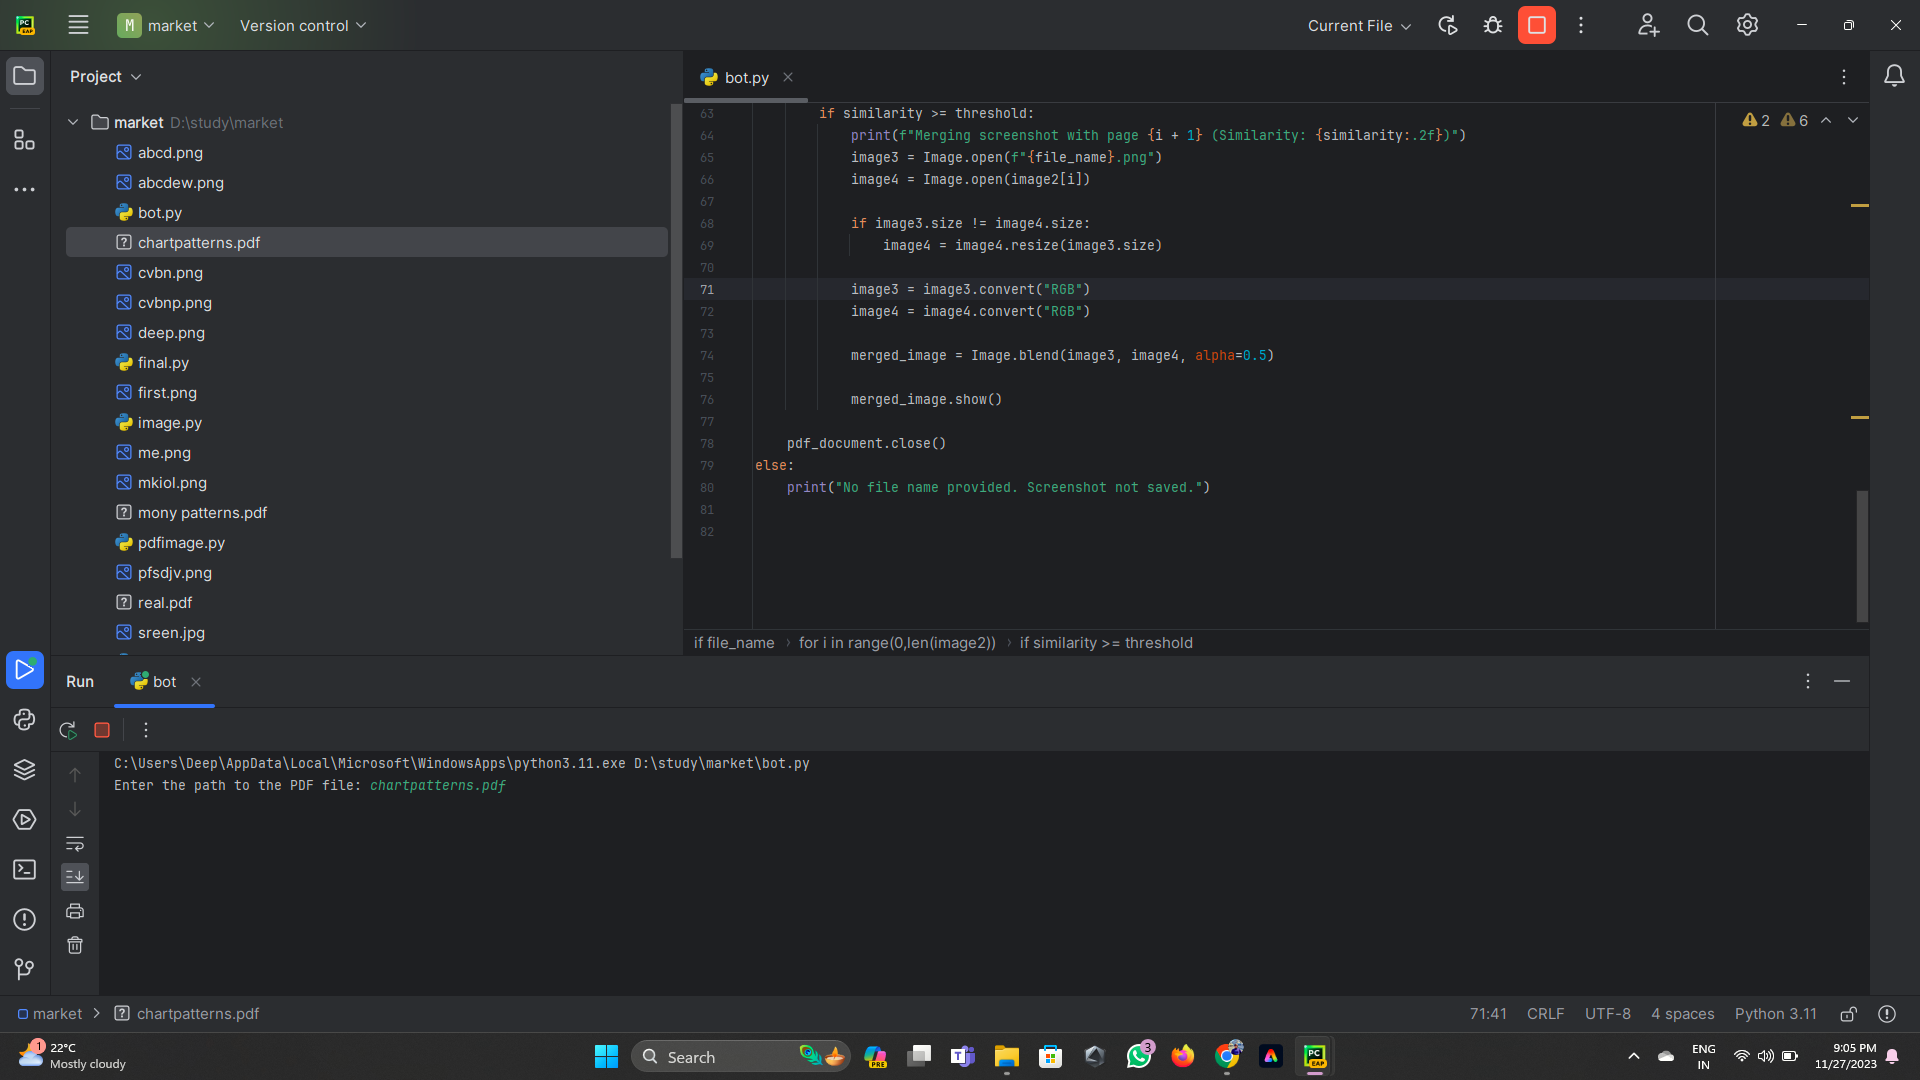 PC
EAP
M market
Version control
Current File
Project
bot.py
market D:\study\market
abcd.png
abcdew.png
bot.py
chartpatterns.pdf
cvbn.png
cvbnp.png
deep.png
final.py
first.png
image.py
me.png
mkiol.png
mony patterns.pdf
pdfimage.py
pfsdjv.png
real.pdf
sreen.jpg
2 6
63 if similarity >= threshold:
64 print(f"Merging screenshot with page {i + 1} (Similarity: {similarity:.2f})")
65 image3 = Image.open(f"{file_name}.png")
66 image4 = Image.open(image2[i])
67
68 if image3.size != image4.size:
69 image4 = image4.resize(image3.size)
70
71 image3 = image3.convert("RGB")
72 image4 = image4.convert("RGB")
73
74 merged_image = Image.blend(image3, image4, alpha=0.5)
75
76 merged_image.show()
77
78 pdf_document.close()
79 else:
80 print("No file name provided. Screenshot not saved.")
81
82
if file_name › for i in range(0,len(image2)) › if similarity >= threshold
Run bot
C:\Users\Deep\AppData\Local\Microsoft\WindowsApps\python3.11.exe D:\study\market\bot.py
Enter the path to the PDF file: chartpatterns.pdf
market > chartpatterns.pdf
71:41 CRLF UTF-8 4 spaces Python 3.11
1
22°C
Mostly cloudy
Search
PRE
3
PC
EAP
ENG
IN
9:05 PM
11/27/2023